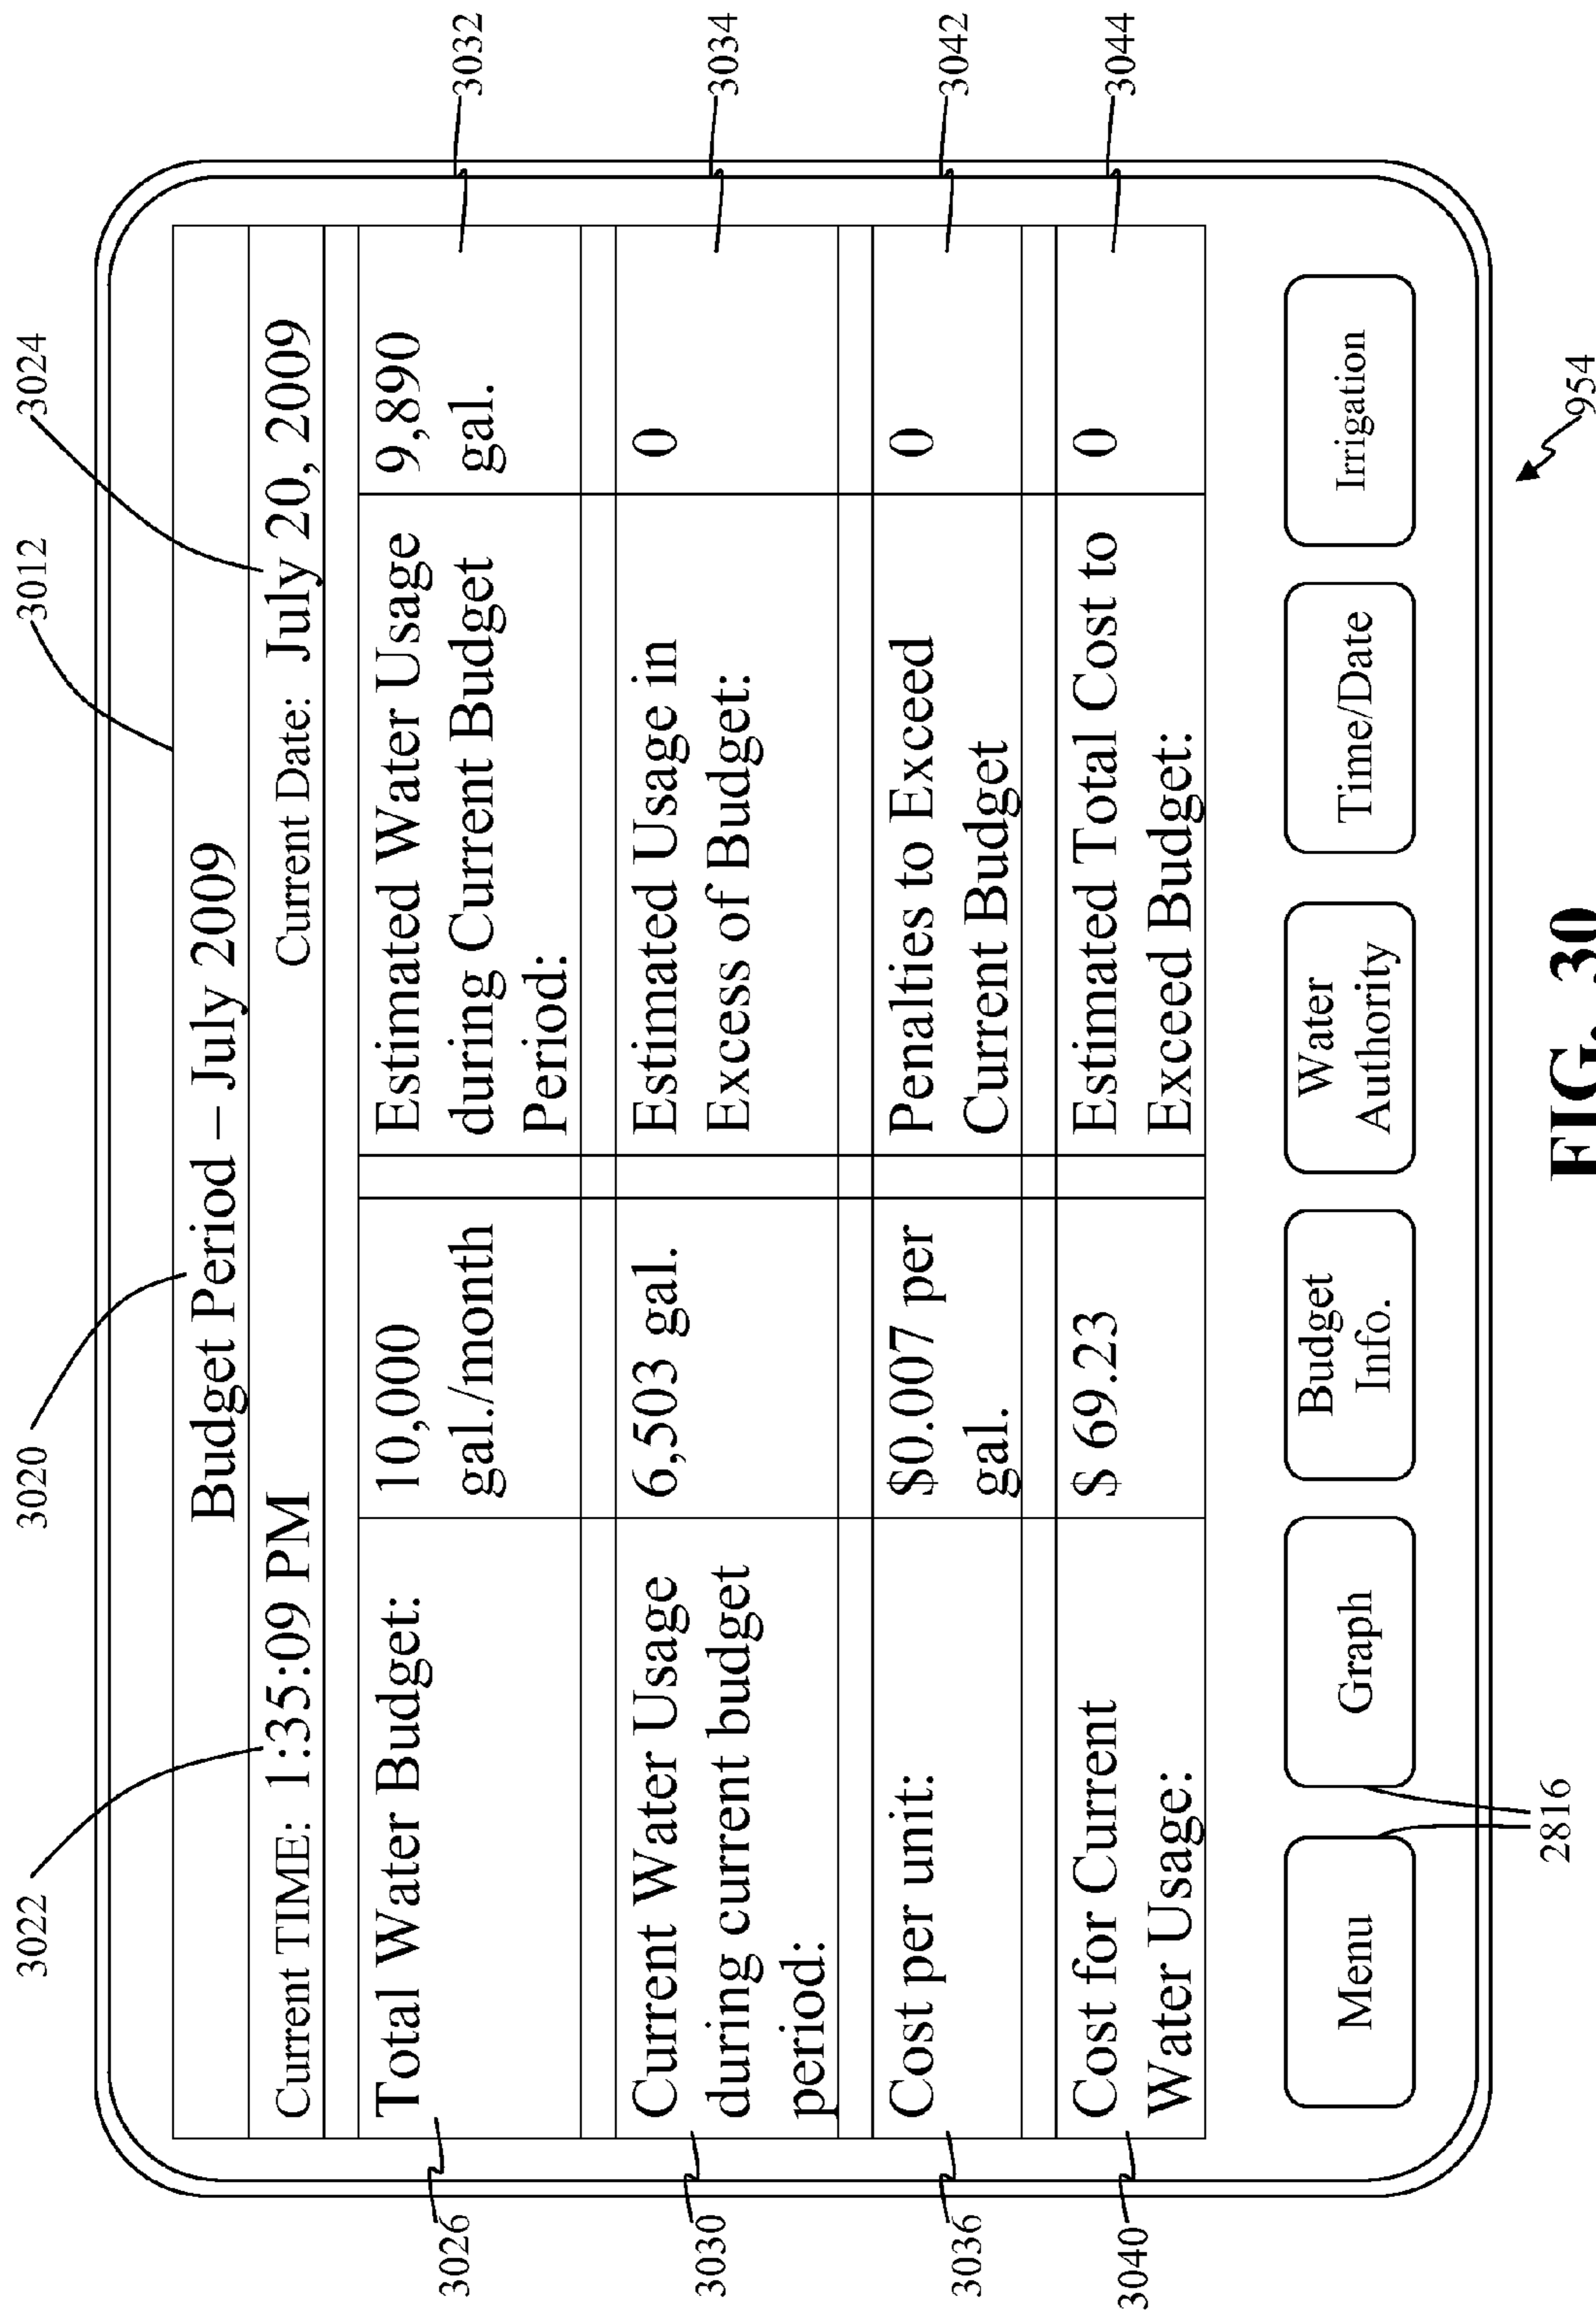 3020
3012
3024
3022
Budget Period – July 2009
Current TIME: 1:35:09 PM
Current Date: July 20, 2009
3026
Total Water Budget:
10,000
gal./month
Estimated Water Usage
during Current Budget
Period:
9,890
gal.
3032
3030
Current Water Usage
during current budget
period:
6,503 gal.
Estimated Usage in
Excess of Budget:
0
3034
3036
Cost per unit:
$0.007 per
gal.
Penalties to Exceed
Current Budget
0
3042
3040
Cost for Current
Water Usage:
$ 69.23
Estimated Total Cost to
Exceed Budget:
0
3044
Menu
Graph
Budget
Info.
Water
Authority
Time/Date
Irrigation
2816
954
FIG. 30